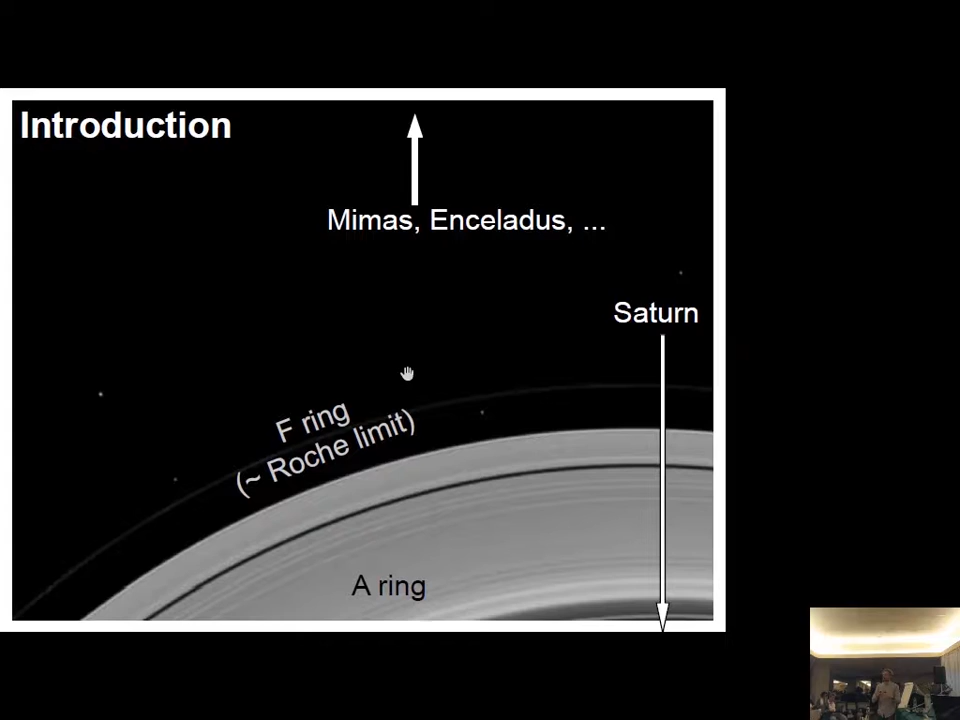 Introduction
Mimas, Enceladus, ...
Saturn
F ring
(~ Roche limit)
A ring